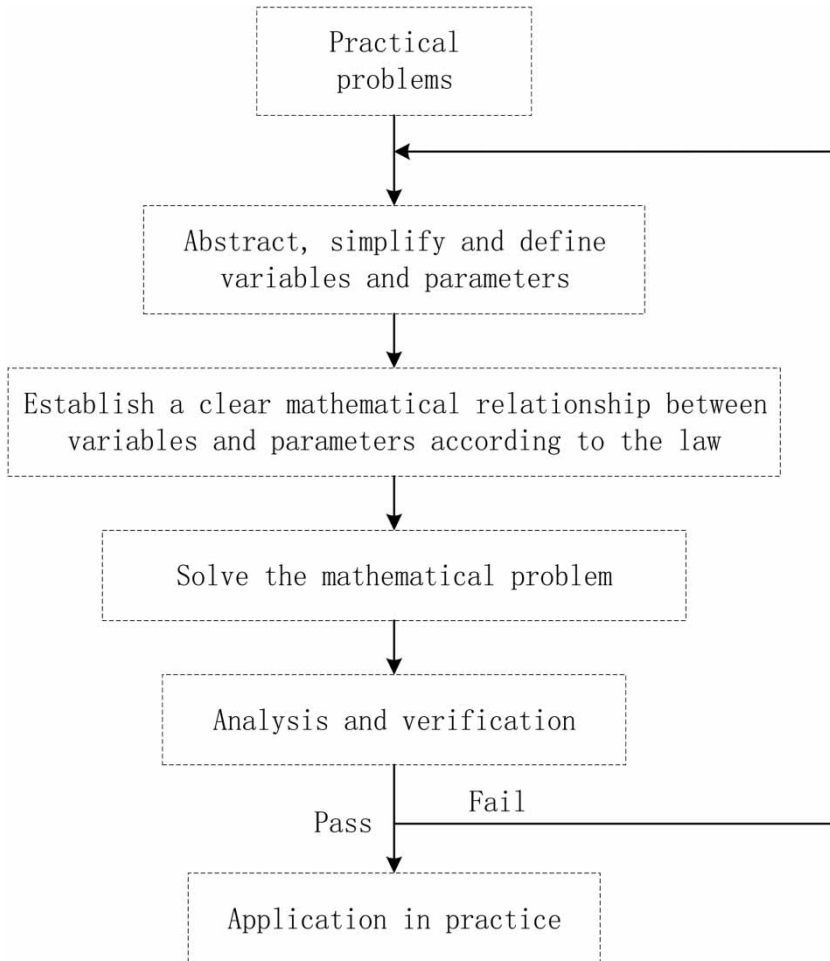 Practical
problems
Abstract, simplify and define
variables and parameters
Establish a clear mathematical relationship between
variables and parameters according to the law
Solve the mathematical problem
Analysis and verification
Fail
Pass
Application in practice